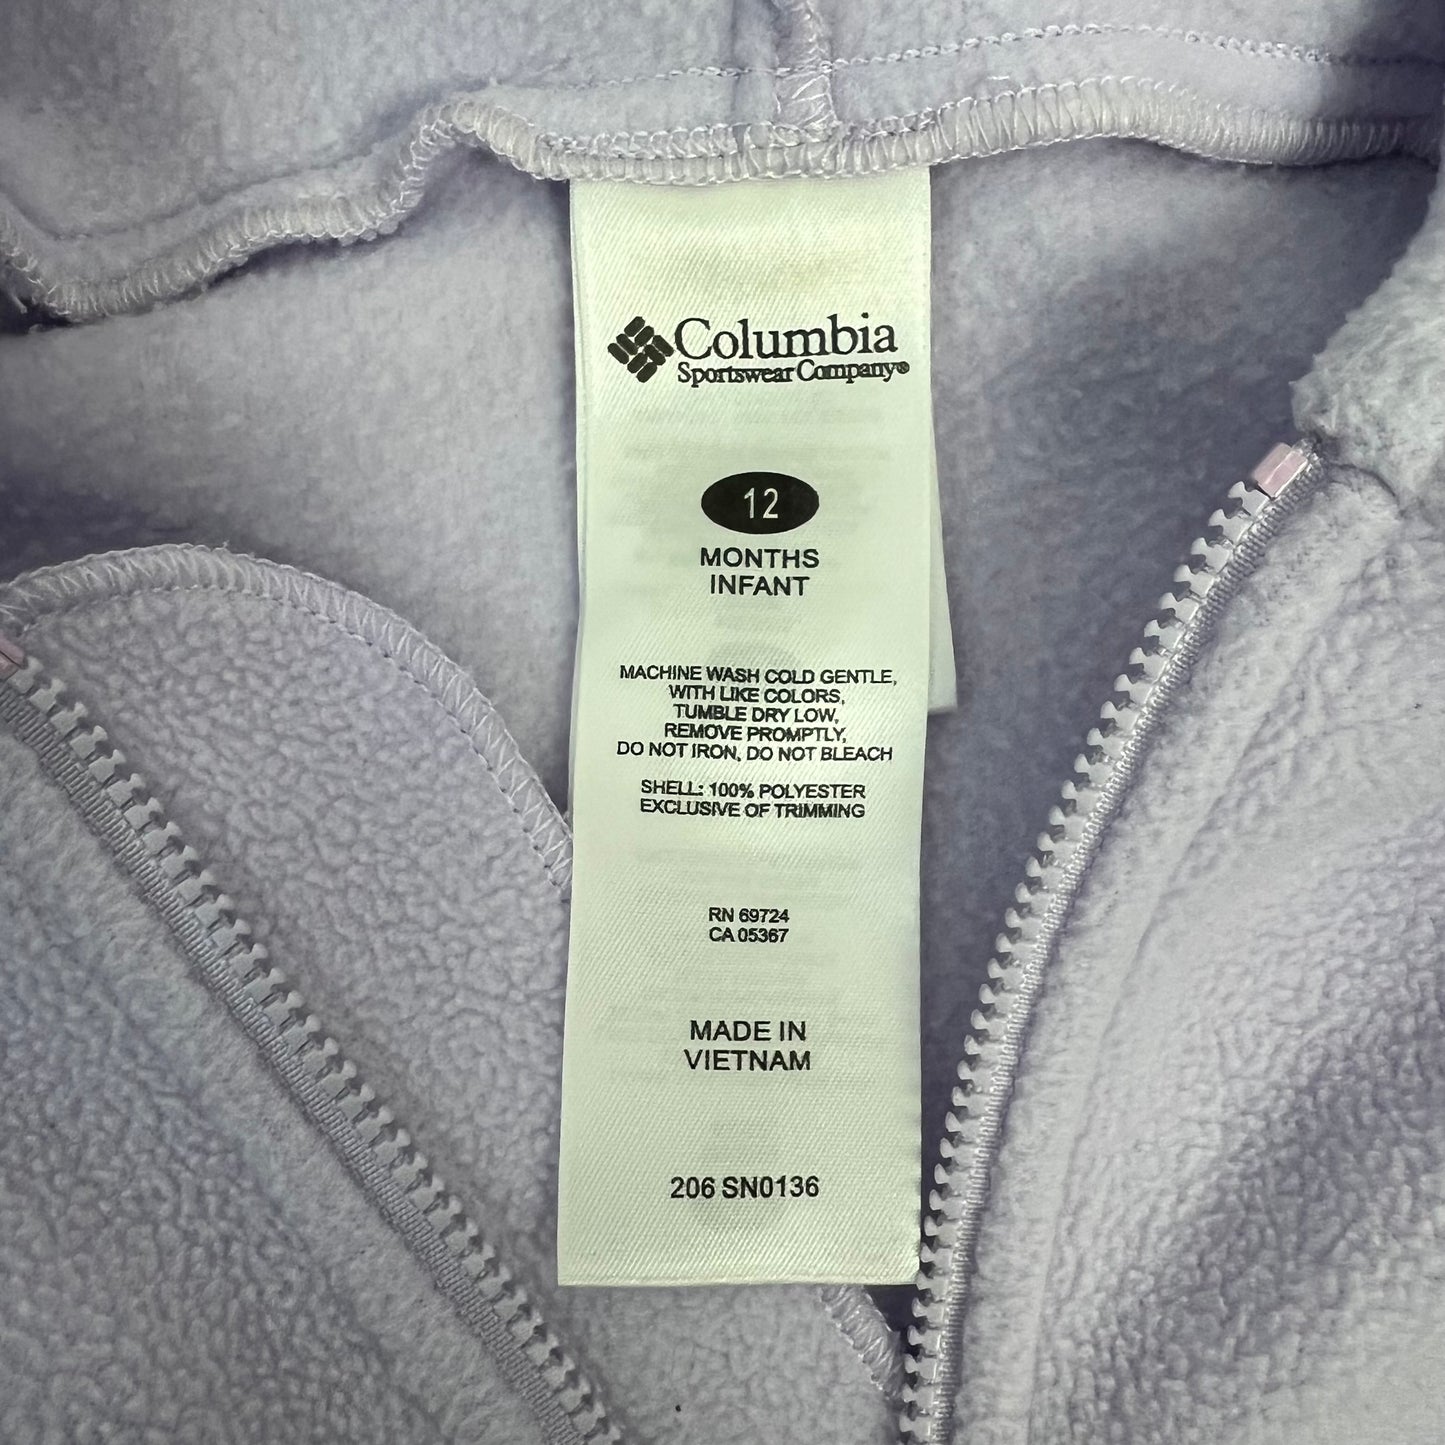 Columbia
Sportswear Company®
12
MONTHS
INFANT
MACHINE WASH COLD GENTLE,
WITH LIKE COLORS,
TUMBLE DRY LOW,
REMOVE PROMPTLY,
DO NOT IRON, DO NOT BLEACH
SHELL: 100% POLYESTER
EXCLUSIVE OF TRIMMING
RN 69724
CA 05367
MADE IN
VIETNAM
206 SN0136